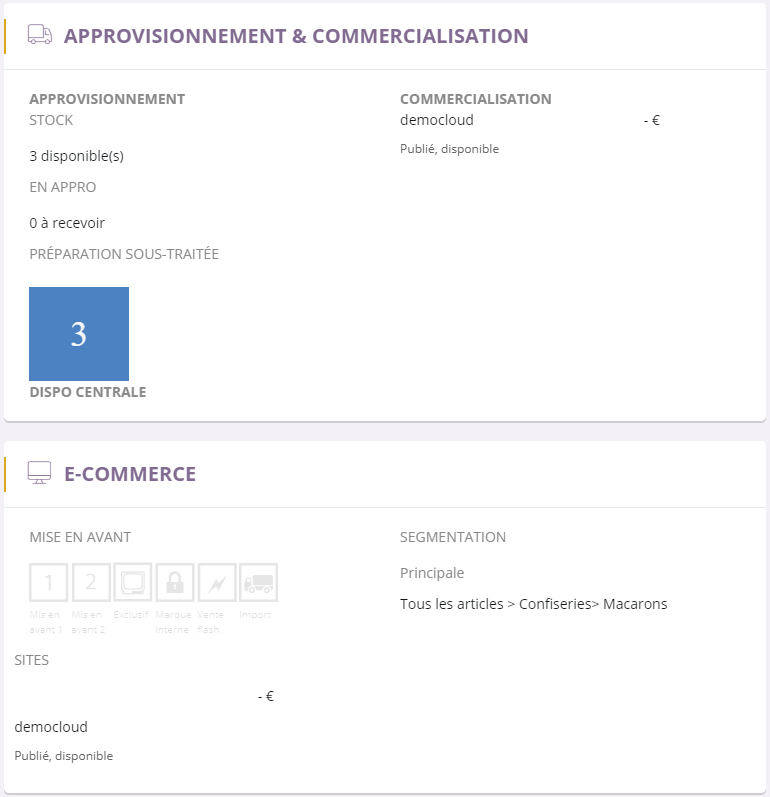 APPROVISIONNEMENT & COMMERCIALISATION
APPROVISIONNEMENT
STOCK
3 disponible(s)
EN APPRO
0 à recevoir
PRÉPARATION SOUS-TRAITÉE
3
DISPO CENTRALE
COMMERCIALISATION
democloud - €
Publié, disponible
E-COMMERCE
MISE EN AVANT
1 2
Mis en avant 1
Mis en avant 2
Exclusif
Marque interne
Vente flash
Import
SEGMENTATION
Principale
Tous les articles > Confiseries> Macarons
SITES
- €
democloud
Publié, disponible